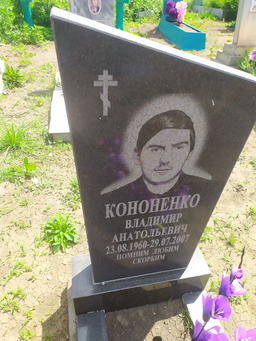 КОНОНЕНКО
ВЛАДИМИР
АНАТОЛЬЕВИЧ
23.08.1960-29.07.2007
ПОМНИМ ЛЮБИМ
СКОРБИМ